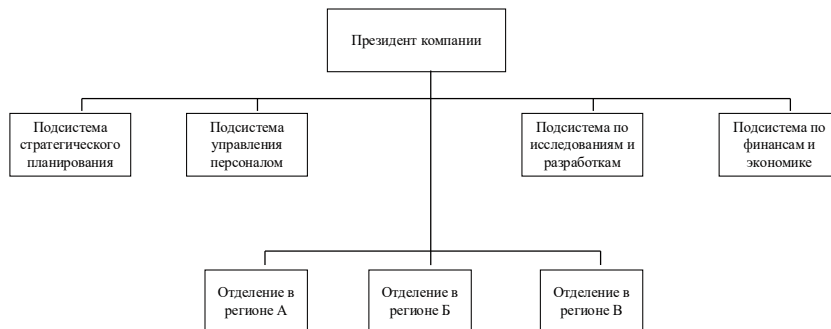 Президент компании
Подсистема
стратегического
планирования
Подсистема
управления
персоналом
Подсистема по
исследованиям и
разработкам
Подсистема по
финансам и
экономике
Отделение в
регионе А
Отделение в
регионе Б
Отделение в
регионе В